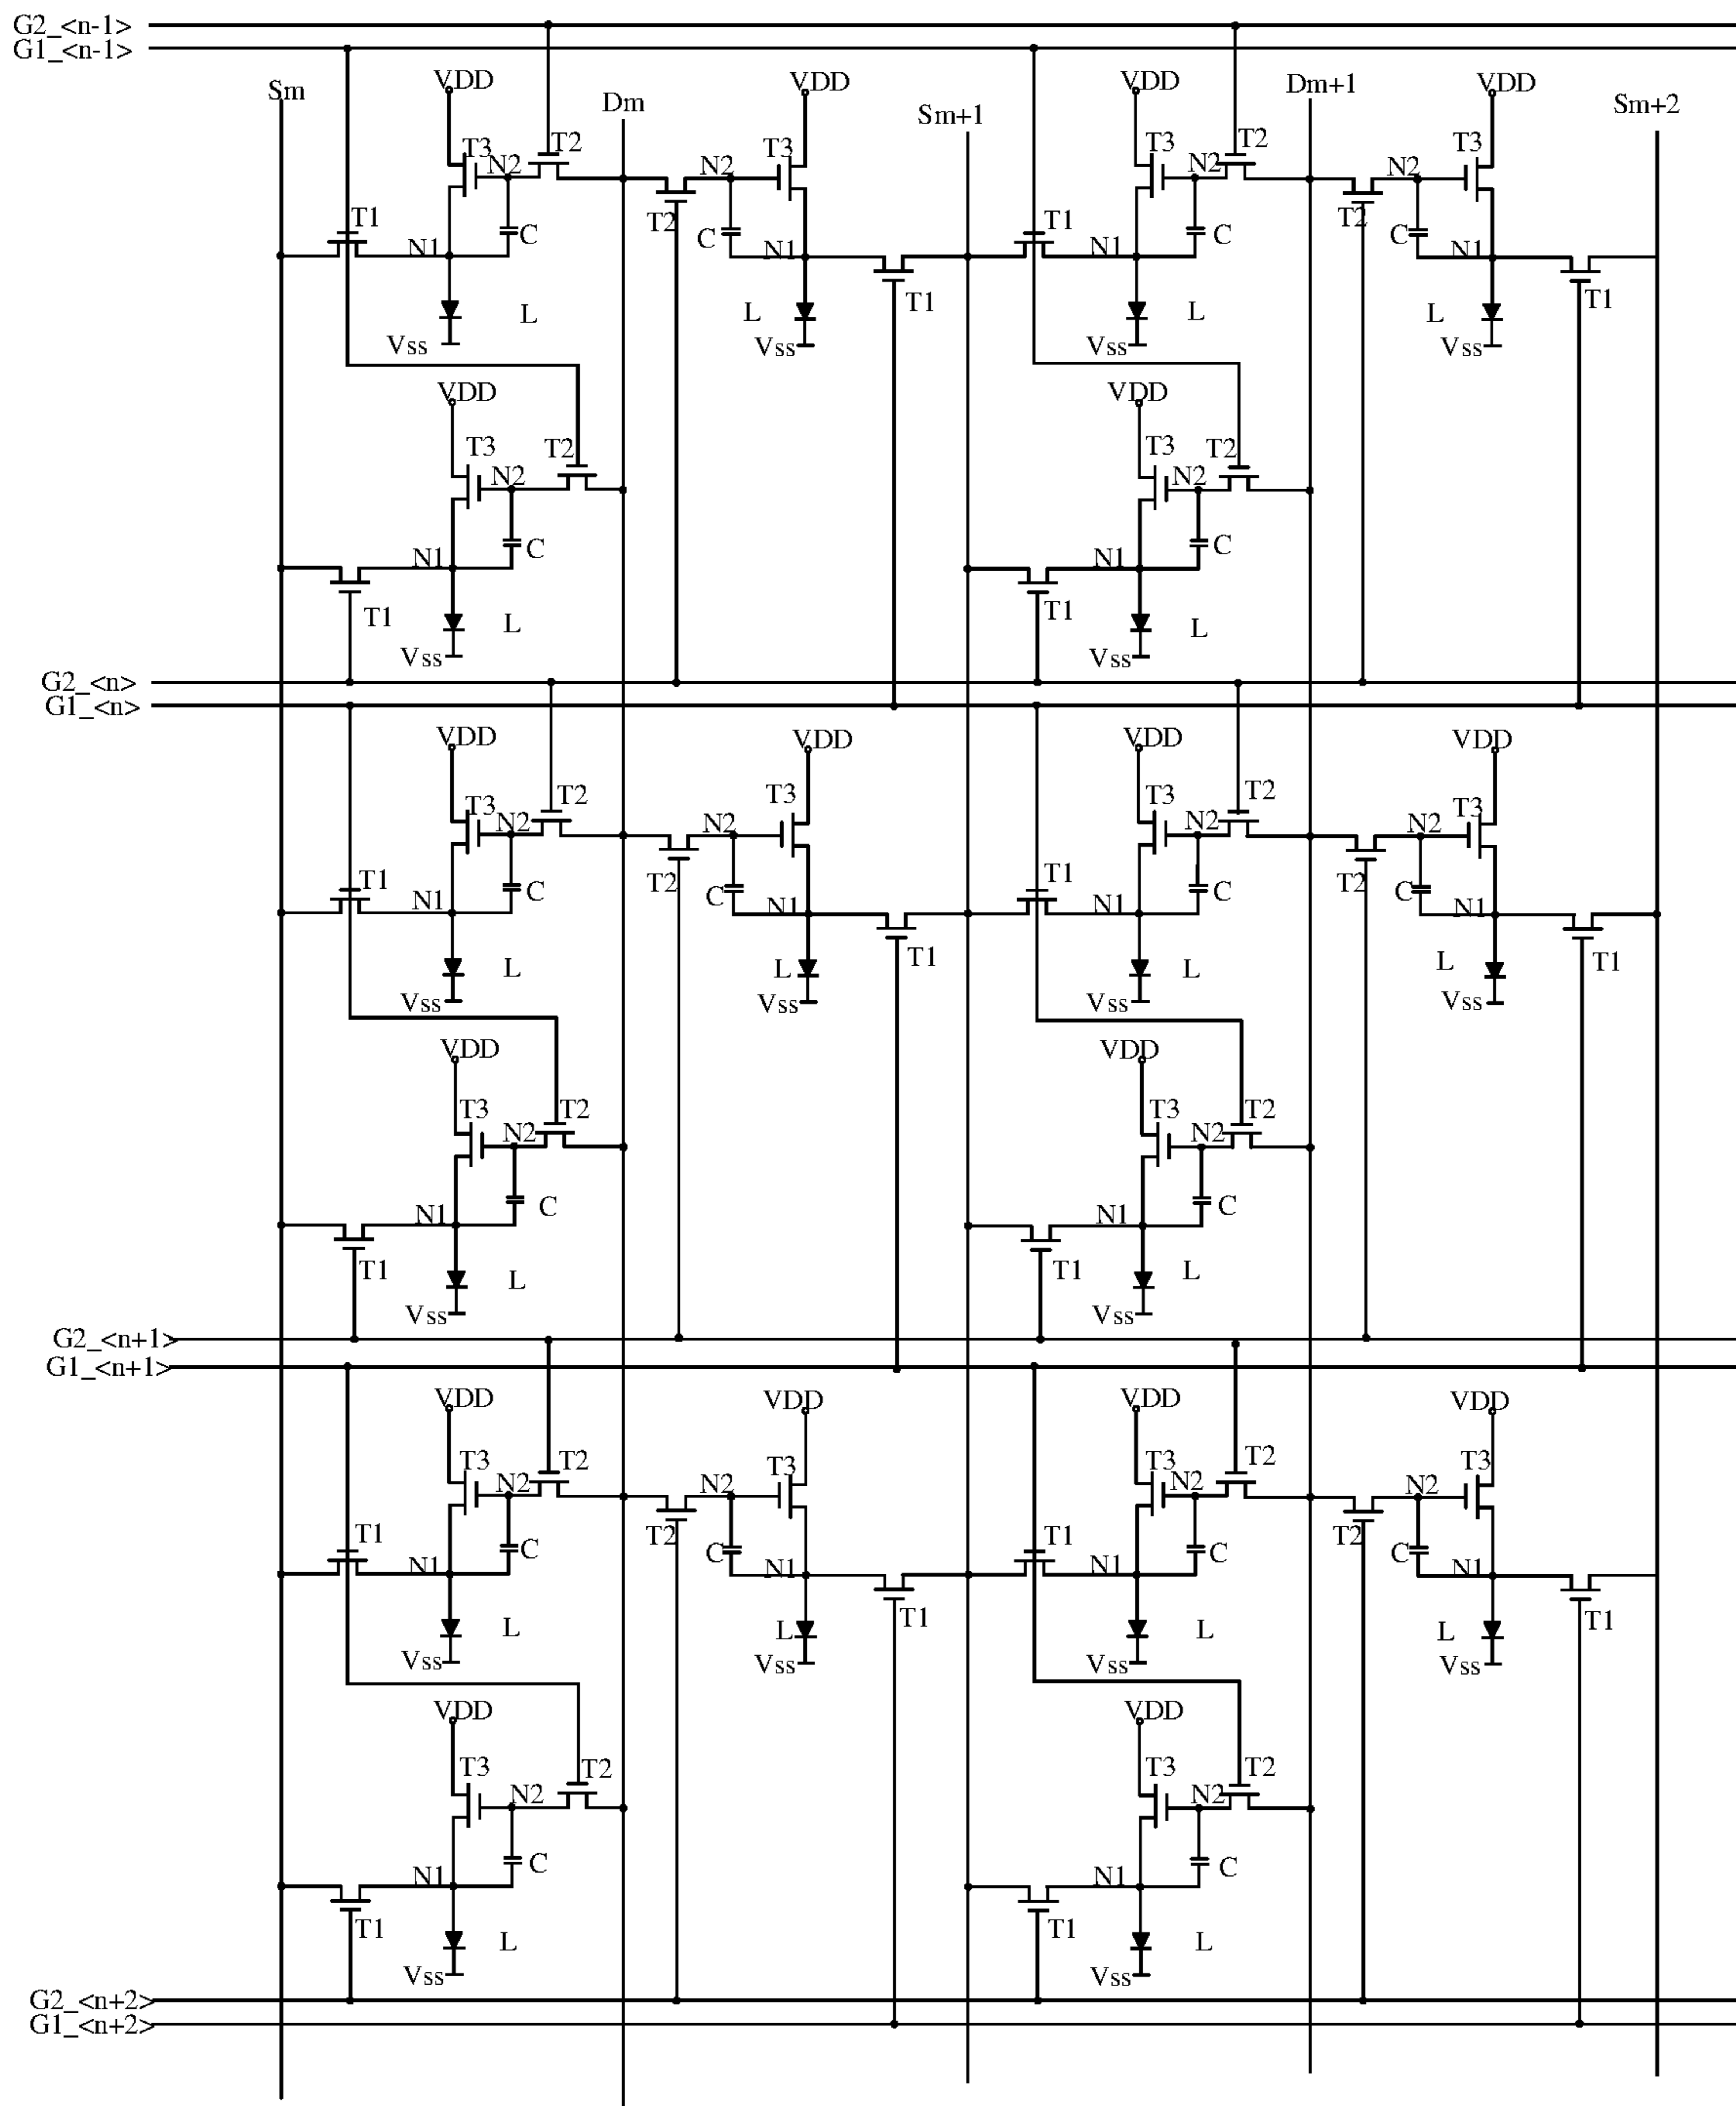 G2_<n-1>
G1_<n-1>
Sm VDD Dm VDD Sm+1 VDD Dm+1 VDD Sm+2
T3 N2 T2 N2 T3 T3 N2 T2 N2 T3
T1 N1 C T2 C N1 T1 T1 N1 C T2 C N1 T1
L L L L
Vss Vss Vss Vss
VDD VDD
T3 N2 T2 T3 N2 T2
N1 C N1 C
T1 L T1 L
Vss Vss
G2_<n>
G1_<n>
VDD VDD VDD VDD
T3 N2 T2 N2 T3 T3 N2 T2 N2 T3
T1 N1 C T2 C N1 T1 T1 N1 C T2 C N1 T1
L L L L
Vss Vss Vss Vss
VDD VDD
T3 N2 T2 T3 N2 T2
N1 C N1 C
T1 L T1 L
Vss Vss
G2_<n+1>
G1_<n+1>
VDD VDD VDD VDD
T3 N2 T2 N2 T3 T3 N2 T2 N2 T3
T1 N1 C T2 C N1 T1 T1 N1 C T2 C N1 T1
L L L L
Vss Vss Vss Vss
VDD VDD
T3 N2 T2 T3 N2 T2
N1 C N1 C
T1 L T1 L
Vss Vss
G2_<n+2>
G1_<n+2>